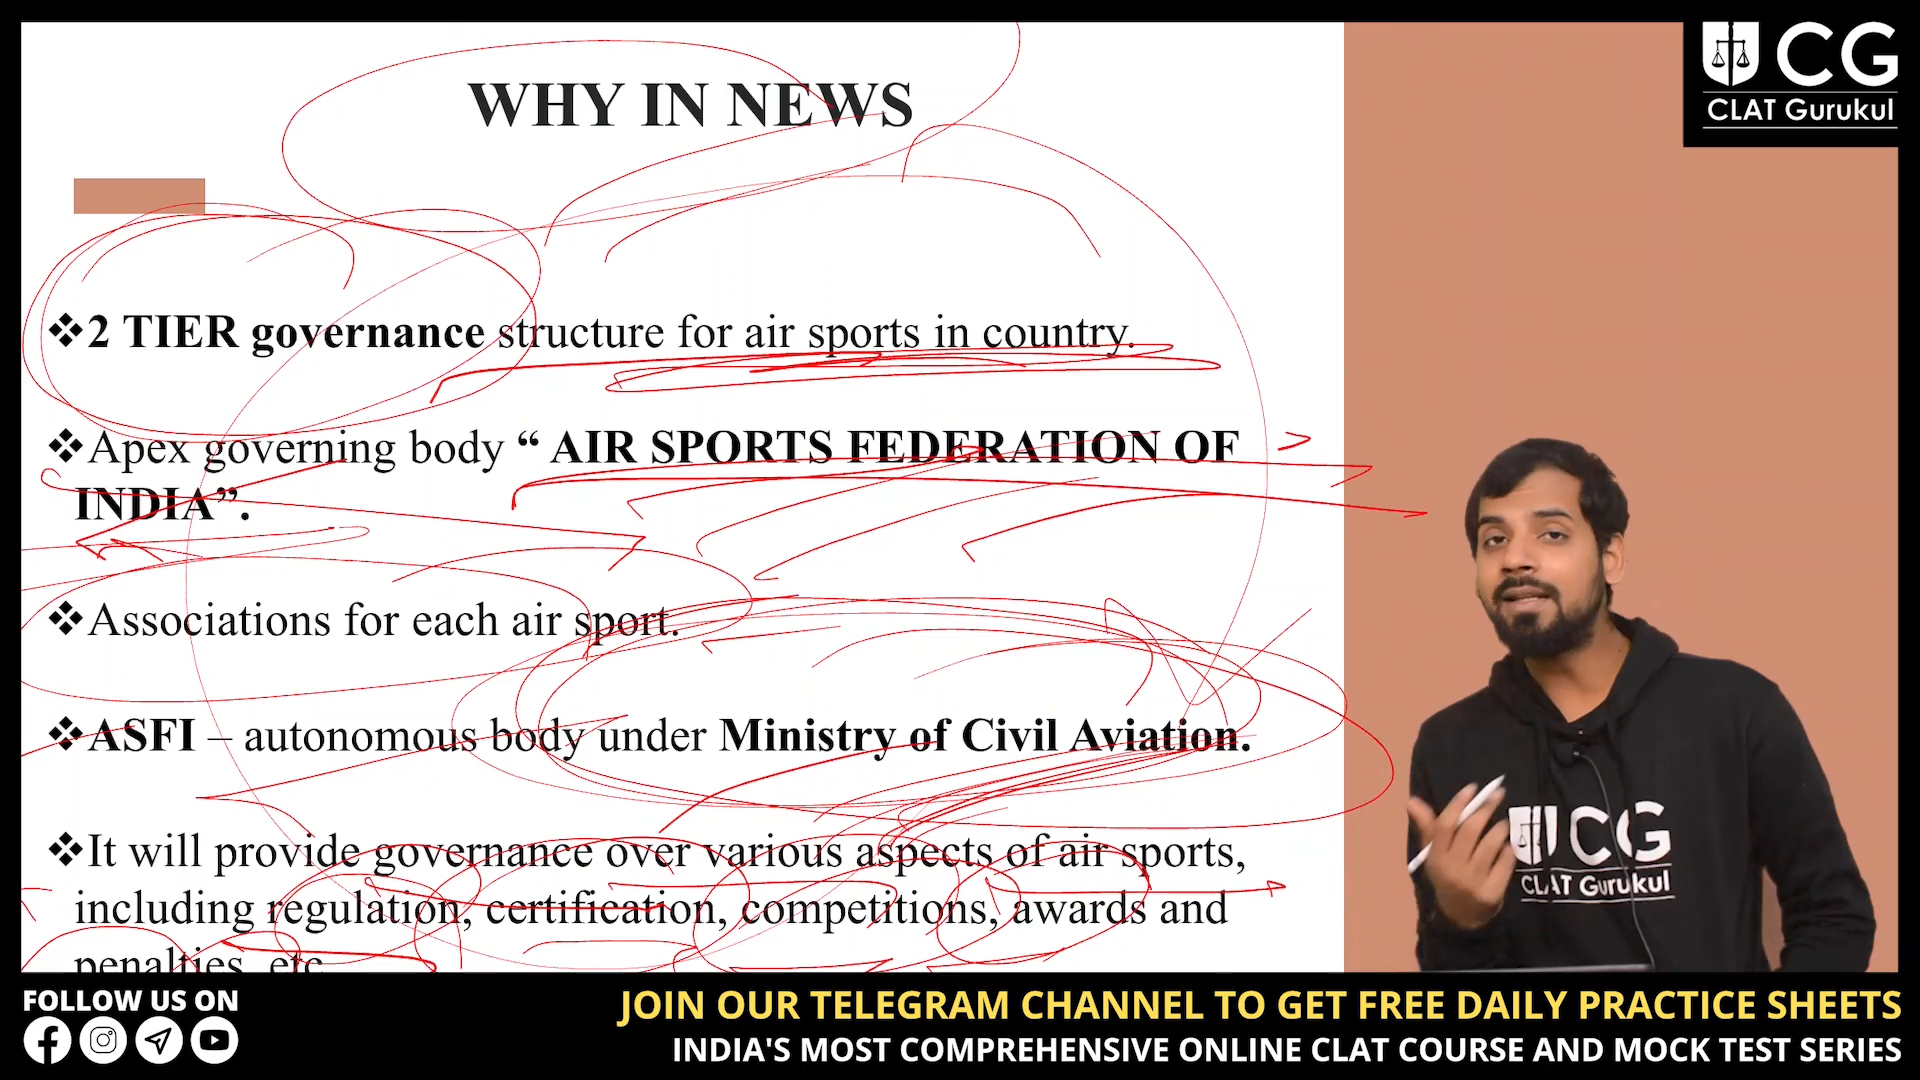 WHY IN NEWS
CG
CLAT Gurukul
❖2 TIER governance structure for air sports in country.
❖Apex governing body “ AIR SPORTS FEDERATION OF
INDIA”.
❖Associations for each air sport.
❖ASFI – autonomous body under Ministry of Civil Aviation.
❖It will provide governance over various aspects of air sports,
including regulation, certification, competitions, awards and
penalties, etc
CG
CLAT Gurukul
FOLLOW US ON
JOIN OUR TELEGRAM CHANNEL TO GET FREE DAILY PRACTICE SHEETS
INDIA'S MOST COMPREHENSIVE ONLINE CLAT COURSE AND MOCK TEST SERIES